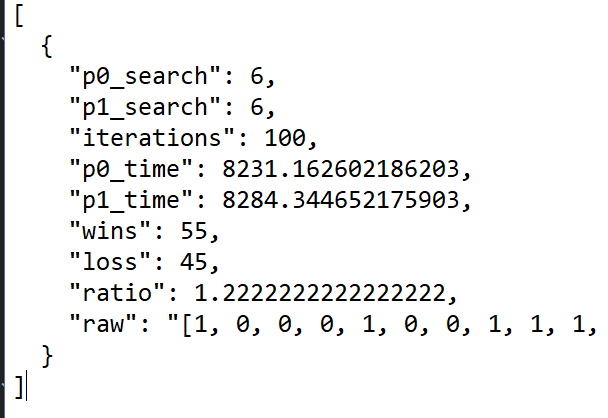 [
  {
    "p0_search": 6,
    "p1_search": 6,
    "iterations": 100,
    "p0_time": 8231.162602186203,
    "p1_time": 8284.344652175903,
    "wins": 55,
    "loss": 45,
    "ratio": 1.2222222222222222,
    "raw": "[1, 0, 0, 0, 1, 0, 0, 1, 1, 1,
  }
]